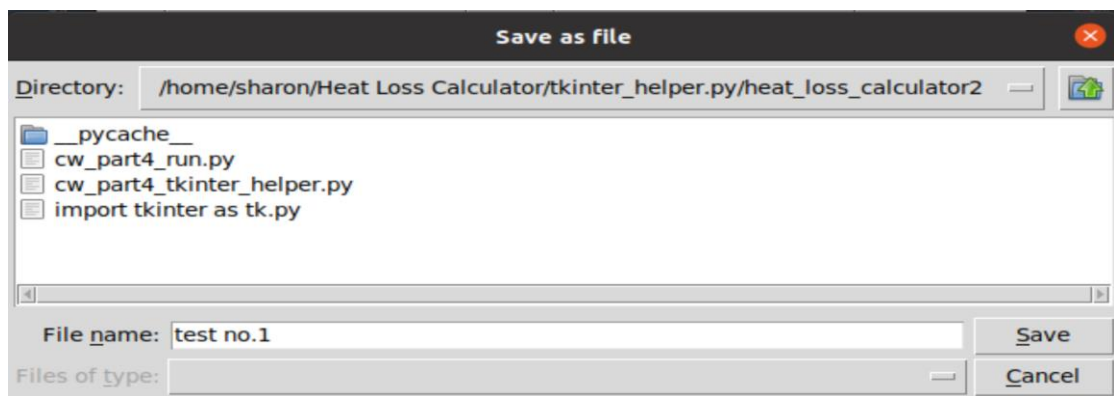 Save as file
Directory: /home/sharon/Heat Loss Calculator/tkinter_helper.py/heat_loss_calculator2
__pycache__
cw_part4_run.py
cw_part4_tkinter_helper.py
import tkinter as tk.py
File name: test no.1 Save
Files of type: Cancel